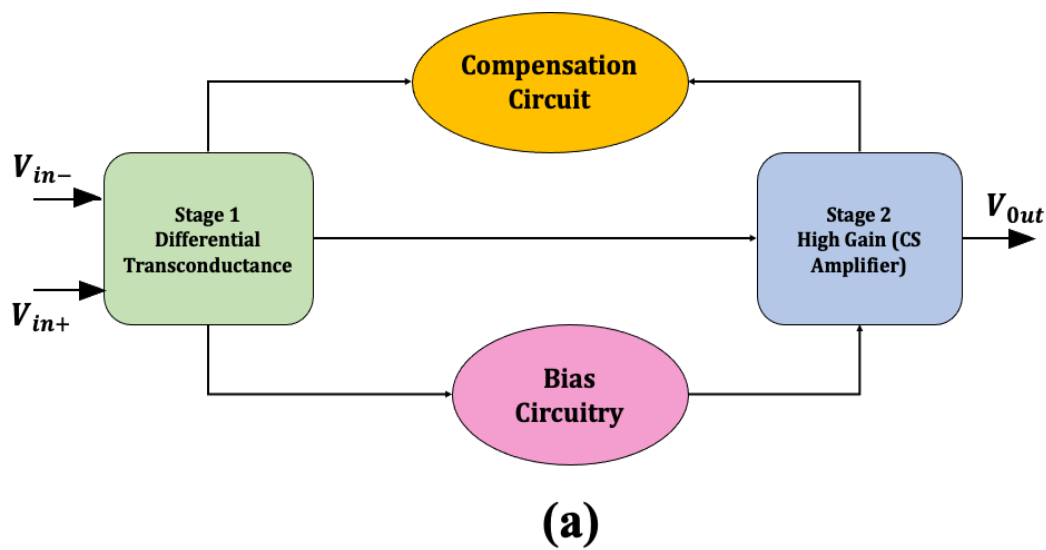 Compensation
Circuit
V_in−
Stage 1
Differential
Transconductance
V_in+
Stage 2
High Gain (CS
Amplifier)
V_0ut
Bias
Circuitry
(a)